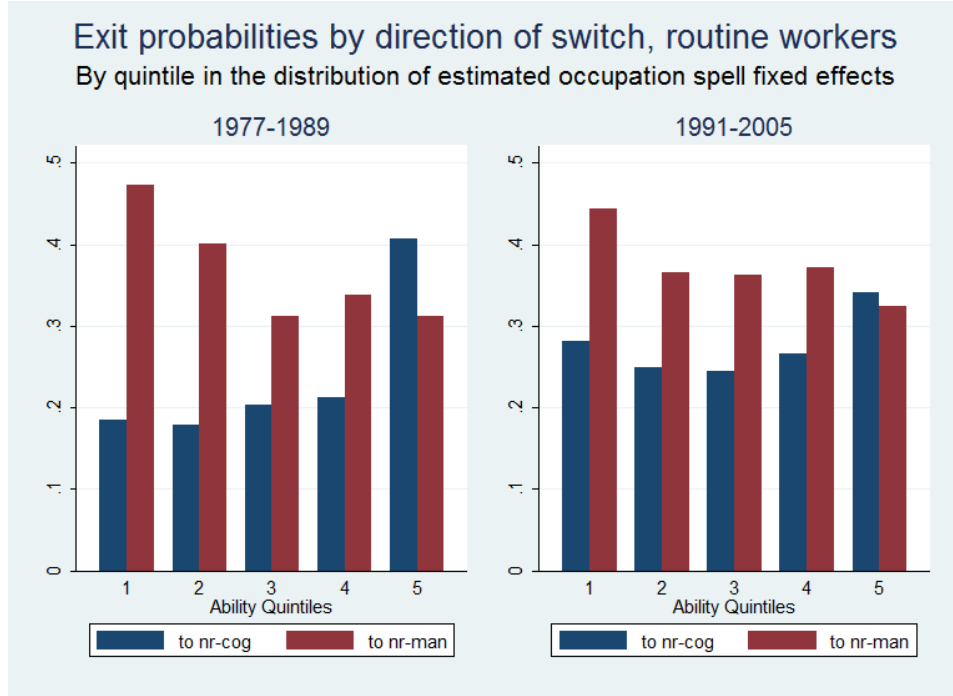 Exit probabilities by direction of switch, routine workers
By quintile in the distribution of estimated occupation spell fixed effects
1977-1989
.5
.4
.3
.2
.1
0
1 2 3 4 5
Ability Quintiles
to nr-cog to nr-man
1991-2005
.5
.4
.3
.2
.1
0
1 2 3 4 5
Ability Quintiles
to nr-cog to nr-man